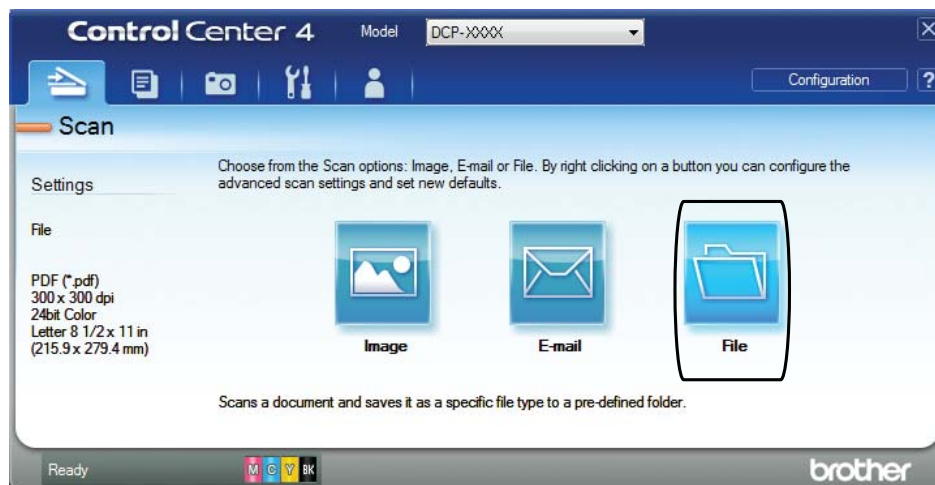 Control Center 4
Model
DCP-XXXX
Configuration
?
Scan
Settings
File
PDF (*.pdf)
300 x 300 dpi
24bit Color
Letter 8 1/2 x 11 in
(215.9 x 279.4 mm)
Choose from the Scan options: Image, E-mail or File. By right clicking on a button you can configure the
advanced scan settings and set new defaults.
Image
E-mail
File
Scans a document and saves it as a specific file type to a pre-defined folder.
Ready
M C Y BK
brother